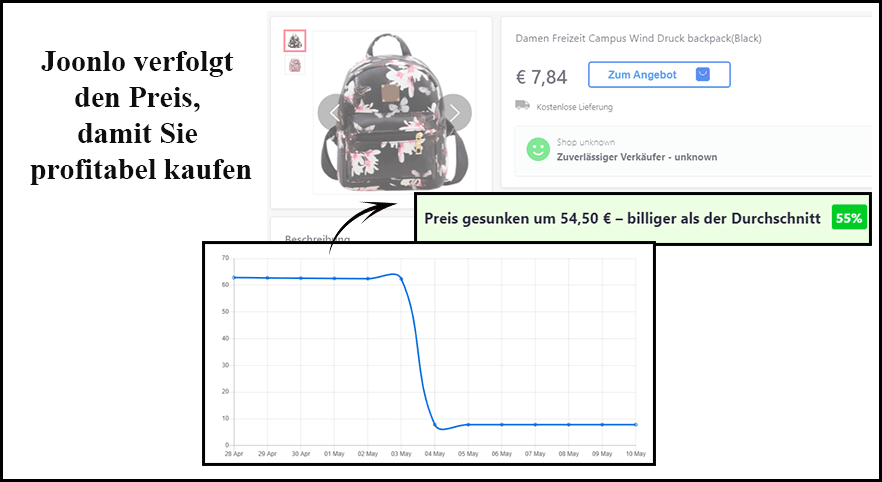 Joonlo verfolgt
den Preis,
damit Sie
profitabel kaufen
Damen Freizeit Campus Wind Druck backpack(Black)
€ 7,84
Zum Angebot
Kostenlose Lieferung
Shop unknown
Zuverlässiger Verkäufer - unknown
Preis gesunken um 54,50 € – billiger als der Durchschnitt 55%
Beschreibung
70
60
50
40
30
20
10
0
28 Apr 29 Apr 30 Apr 01 May 02 May 03 May 04 May 05 May 06 May 07 May 08 May 09 May 10 May